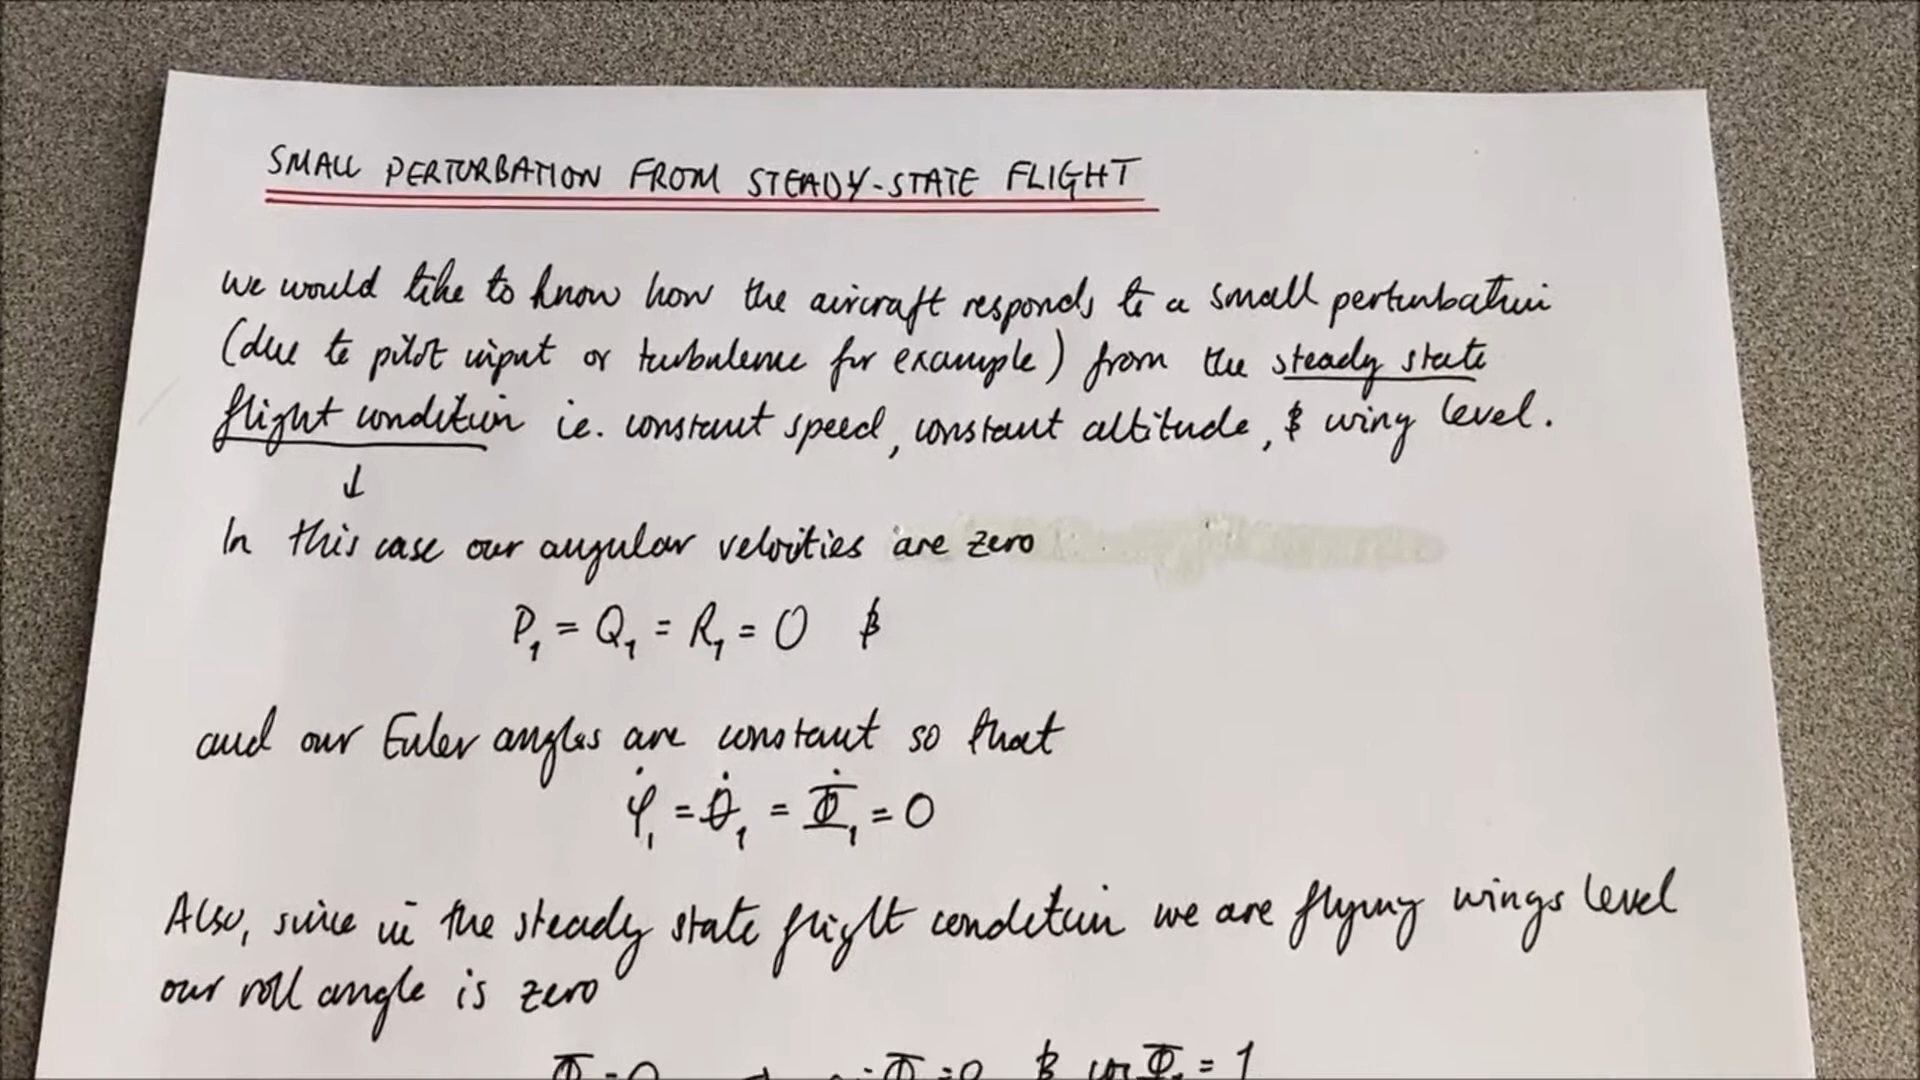 SMALL PERTURBATION FROM STEADY-STATE FLIGHT
We would like to know how the aircraft responds to a small perturbation
(due to pilot input or turbulence for example) from the steady state
flight condition i.e. constant speed, constant altitude, & wing level.
↓
In this case our angular velocities are zero
P₁ = Q₁ = R₁ = 0 &
and our Euler angles are constant so that
φ̇₁ = θ̇₁ = Φ̇₁ = 0
Also, since in the steady state flight condition we are flying wings level
our roll angle is zero
& cos Φ₁ = 1